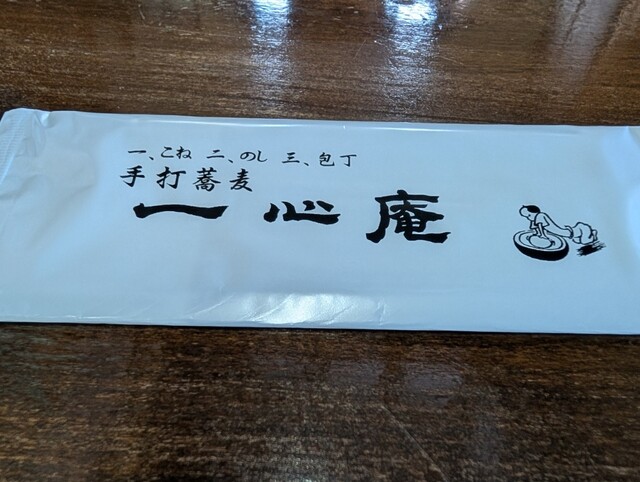 一、こね 二、のし 三、包丁
手打蕎麦
一心庵